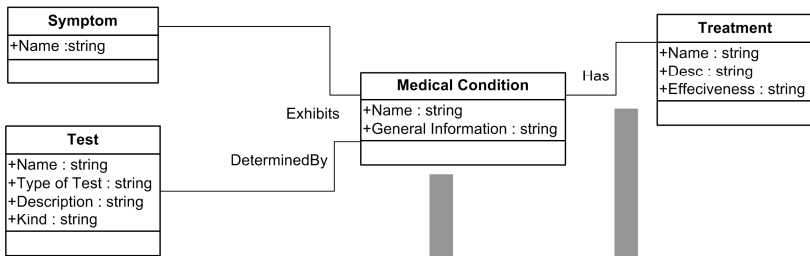 Symptom
+Name :string
Exhibits
Test
+Name : string
+Type of Test : string
+Description : string
+Kind : string
DeterminedBy
Medical Condition
+Name : string
+General Information : string
Has
Treatment
+Name : string
+Desc : string
+Effeciveness : string